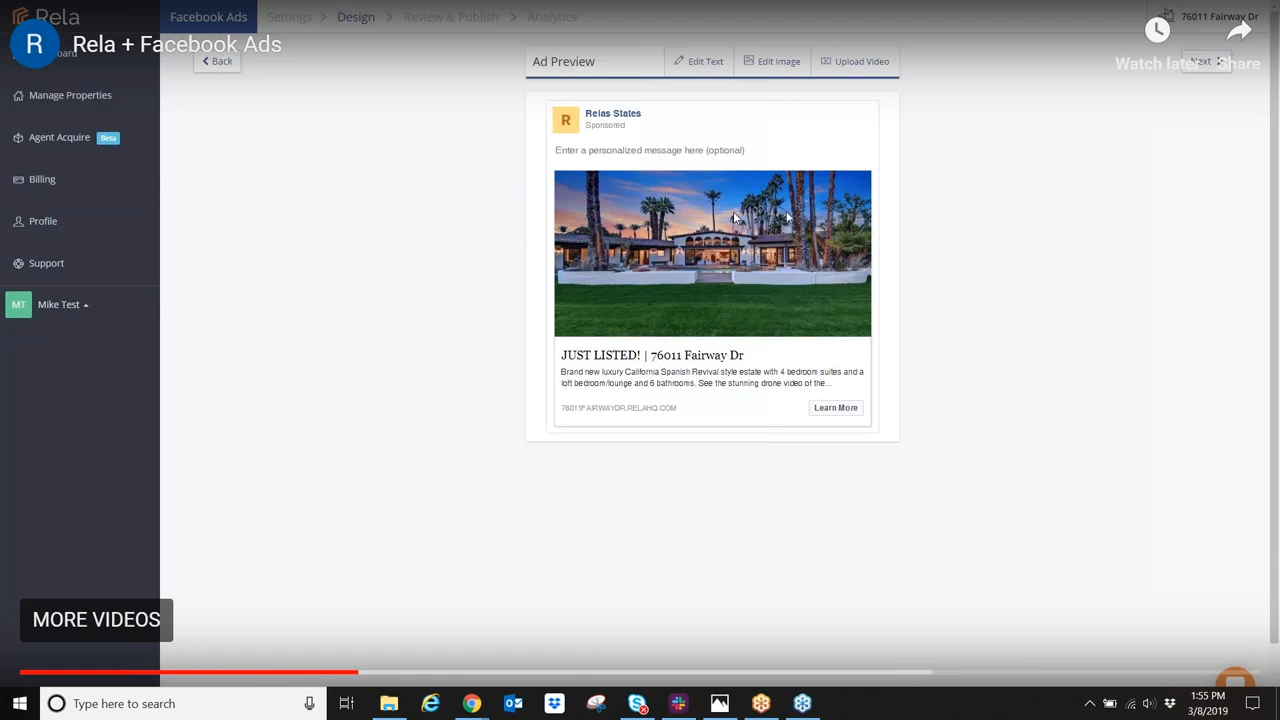 Rela
Facebook Ads
Settings
Design
Review & Publish
Analytics
76011 Fairway Dr
R
Rela + Facebook Ads
Watch later
Share
Back
Ad Preview
Edit Text
Edit Image
Upload Video
Manage Properties
Agent Acquire Beta
Billing
Profile
Support
MT Mike Test
R
Relas States
Sponsored
Enter a personalized message here (optional)
JUST LISTED! | 76011 Fairway Dr
Brand new luxury California Spanish Revival style estate with 4 bedroom suites and a
loft bedroom/lounge and 6 bathrooms. See the stunning drone video of the...
76011FAIRWAYDR.RELAHQ.COM
Learn More
MORE VIDEOS
Type here to search
1:55 PM
3/8/2019